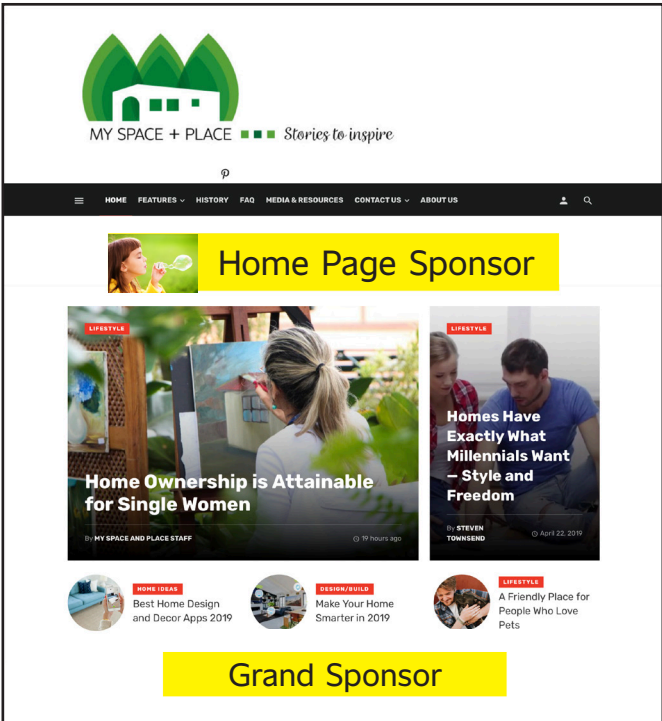 MY SPACE + PLACE Stories to inspire
HOME FEATURES HISTORY FAQ MEDIA & RESOURCES CONTACT US ABOUT US
Home Page Sponsor
LIFESTYLE
Home Ownership is Attainable
for Single Women
By MY SPACE AND PLACE STAFF 19 hours ago
LIFESTYLE
Homes Have
Exactly What
Millennials Want
— Style and
Freedom
By STEVEN
TOWNSEND April 22, 2019
HOME IDEAS
Best Home Design
and Decor Apps 2019
DESIGN/BUILD
Make Your Home
Smarter in 2019
LIFESTYLE
A Friendly Place for
People Who Love
Pets
Grand Sponsor